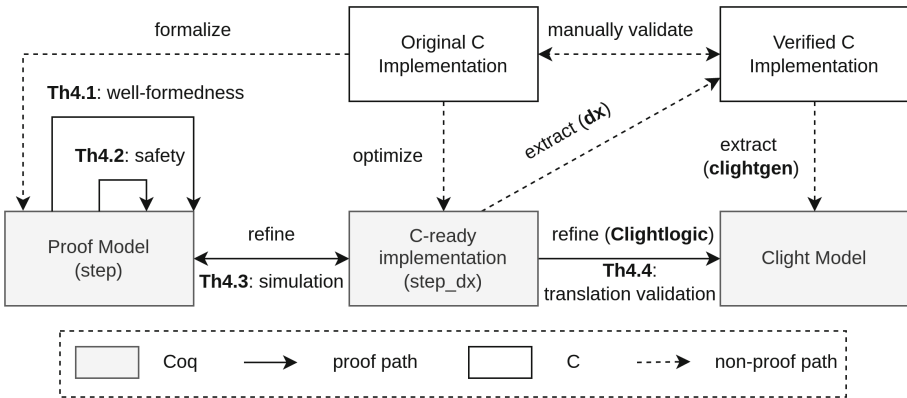 formalize
Original C
Implementation
manually validate
Verified C
Implementation
Th4.1: well-formedness
Th4.2: safety
optimize
extract (dx)
extract
(clightgen)
Proof Model
(step)
refine
Th4.3: simulation
C-ready
implementation
(step_dx)
refine (Clightlogic)
Th4.4:
translation validation
Clight Model
Coq
proof path
C
non-proof path